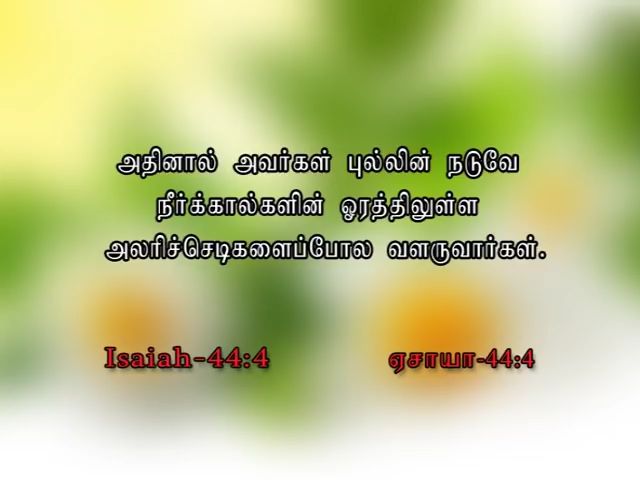 அதினால் அவர்கள் புல்லின் நடுவே
நீர்க்கால்களின் ஓரத்திலுள்ள
அலரிச்செடிகளைப்போல வளருவார்கள்.
Isaiah-44:4 ஏசாயா-44:4